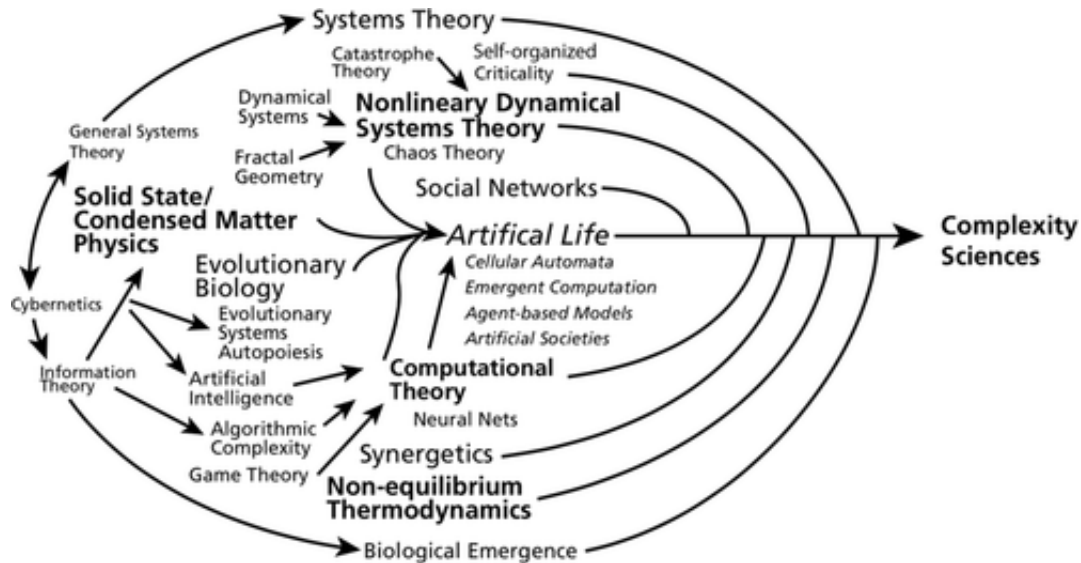 Systems Theory
Catastrophe
Theory
Self-organized
Criticality
Dynamical
Systems
Nonlineary Dynamical
Systems Theory
Chaos Theory
General Systems
Theory
Fractal
Geometry
Social Networks
Solid State/
Condensed Matter
Physics
Artifical Life
Cellular Automata
Emergent Computation
Agent-based Models
Artificial Societies
Complexity
Sciences
Evolutionary
Biology
Cybernetics
Evolutionary
Systems
Autopoiesis
Information
Theory
Artificial
Intelligence
Computational
Theory
Neural Nets
Algorithmic
Complexity
Game Theory
Synergetics
Non-equilibrium
Thermodynamics
Biological Emergence